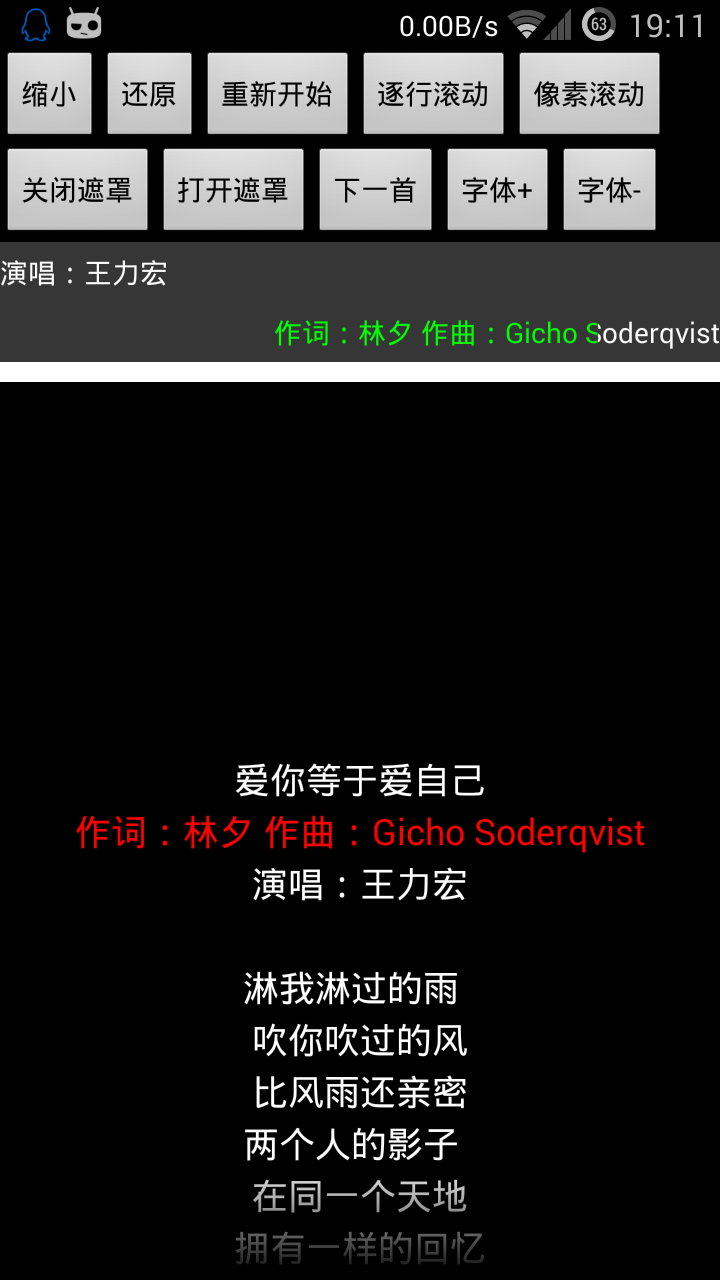 0.00B/s 63 19:11
缩小 还原 重新开始 逐行滚动 像素滚动
关闭遮罩 打开遮罩 下一首 字体+ 字体-
演唱：王力宏
作词：林夕 作曲：Gicho Soderqvist
爱你等于爱自己
作词：林夕 作曲：Gicho Soderqvist
演唱：王力宏
淋我淋过的雨
吹你吹过的风
比风雨还亲密
两个人的影子
在同一个天地
拥有一样的回忆